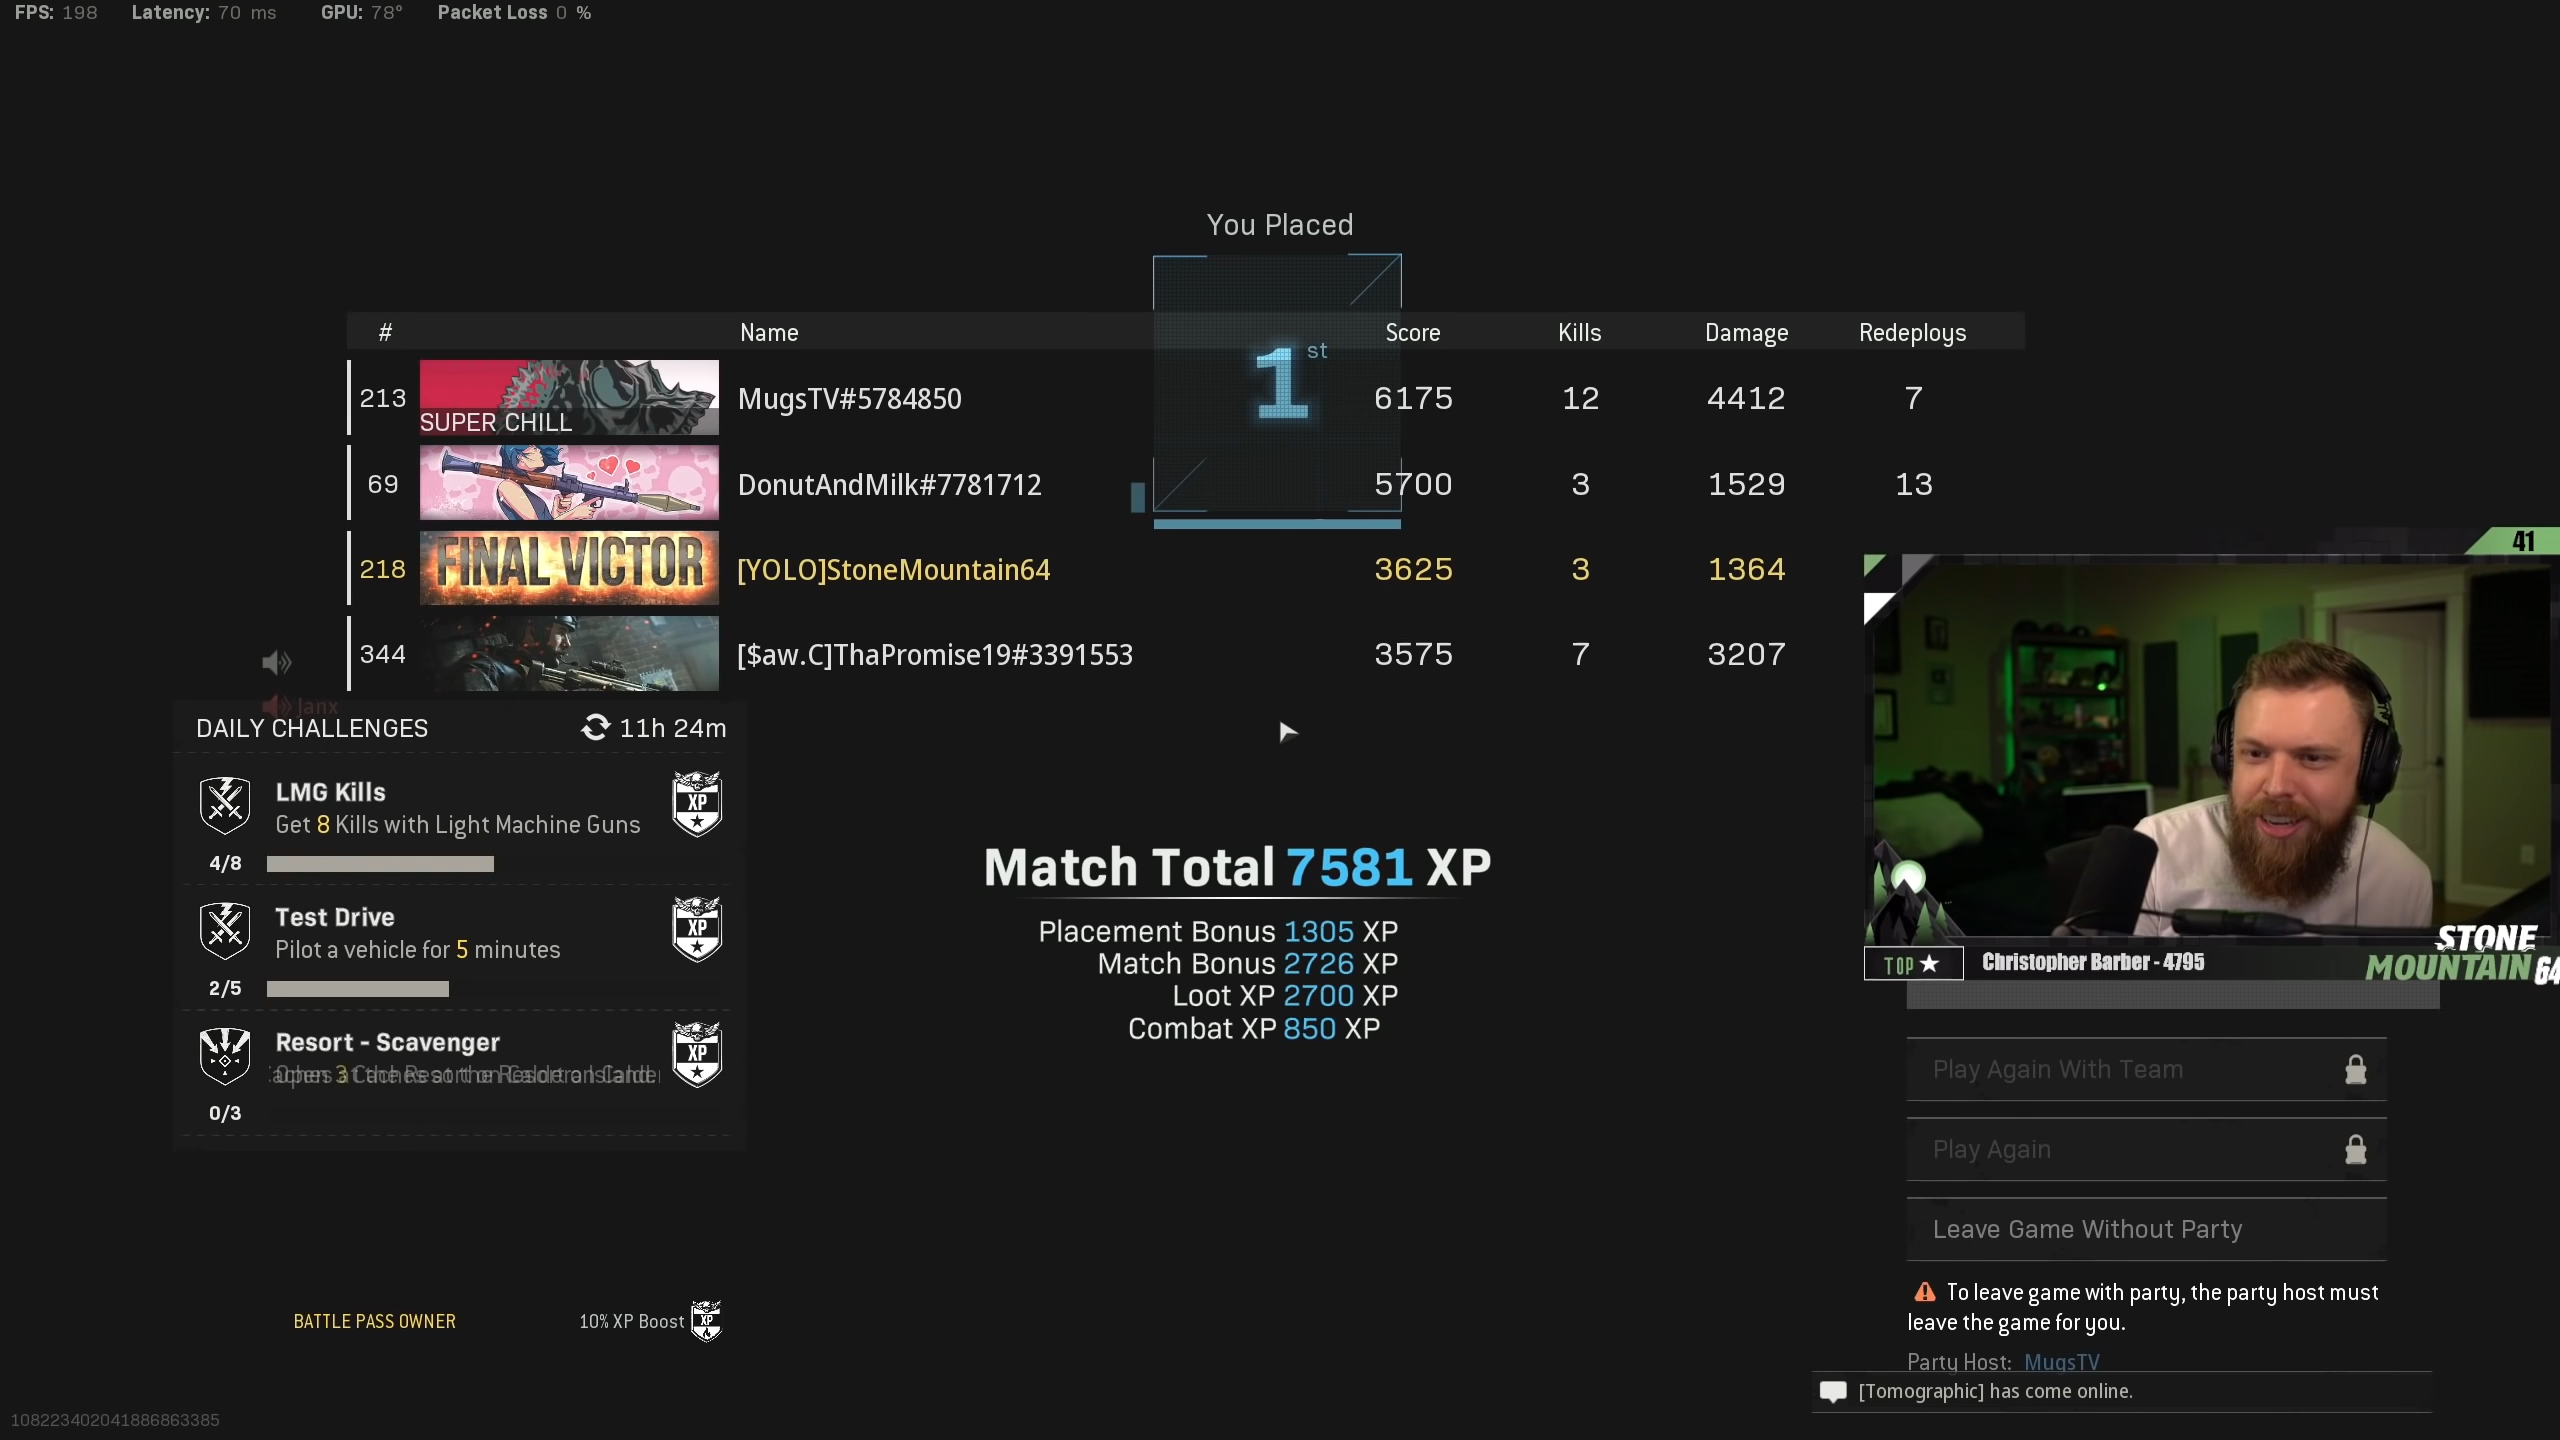 FPS: 198 Latency: 70 ms GPU: 78° Packet Loss 0 %
You Placed
1st
# Name Score Kills Damage Redeploys
213 SUPER CHILL MugsTV#5784850 6175 12 4412 7
69 DonutAndMilk#7781712 5700 3 1529 13
218 FINAL VICTOR [YOLO]StoneMountain64 3625 3 1364
344 [$aw.C]ThaPromise19#3391553 3575 7 3207
41
lanx
DAILY CHALLENGES 11h 24m
LMG Kills
Get 8 Kills with Light Machine Guns
XP
4/8
Test Drive
Pilot a vehicle for 5 minutes
XP
2/5
Resort - Scavenger
XP
0/3
Match Total 7581 XP
Placement Bonus 1305 XP
Match Bonus 2726 XP
Loot XP 2700 XP
Combat XP 850 XP
STONE
MOUNTAIN 64
TOP Christopher Barber - 4795
Play Again With Team
Play Again
Leave Game Without Party
To leave game with party, the party host must
leave the game for you.
Party Host: MugsTV
[Tomographic] has come online.
BATTLE PASS OWNER 10% XP Boost XP
108223402041886863385